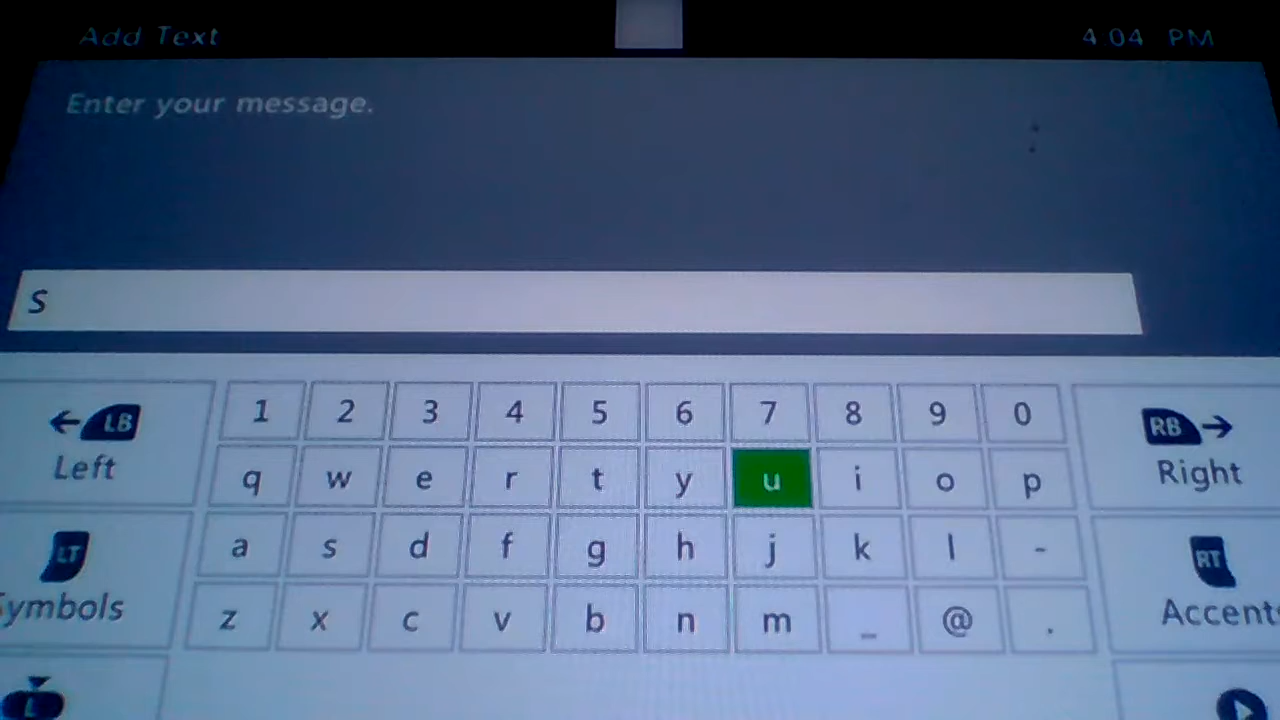 Add Text
4 04 PM
Enter your message.
S
LB
Left
1 2 3 4 5 6 7 8 9 0
q w e r t y u i o p
a s d f g h j k l -
z x c v b n m _ @ .
RB
Right
LT
Symbols
RT
Accents
L